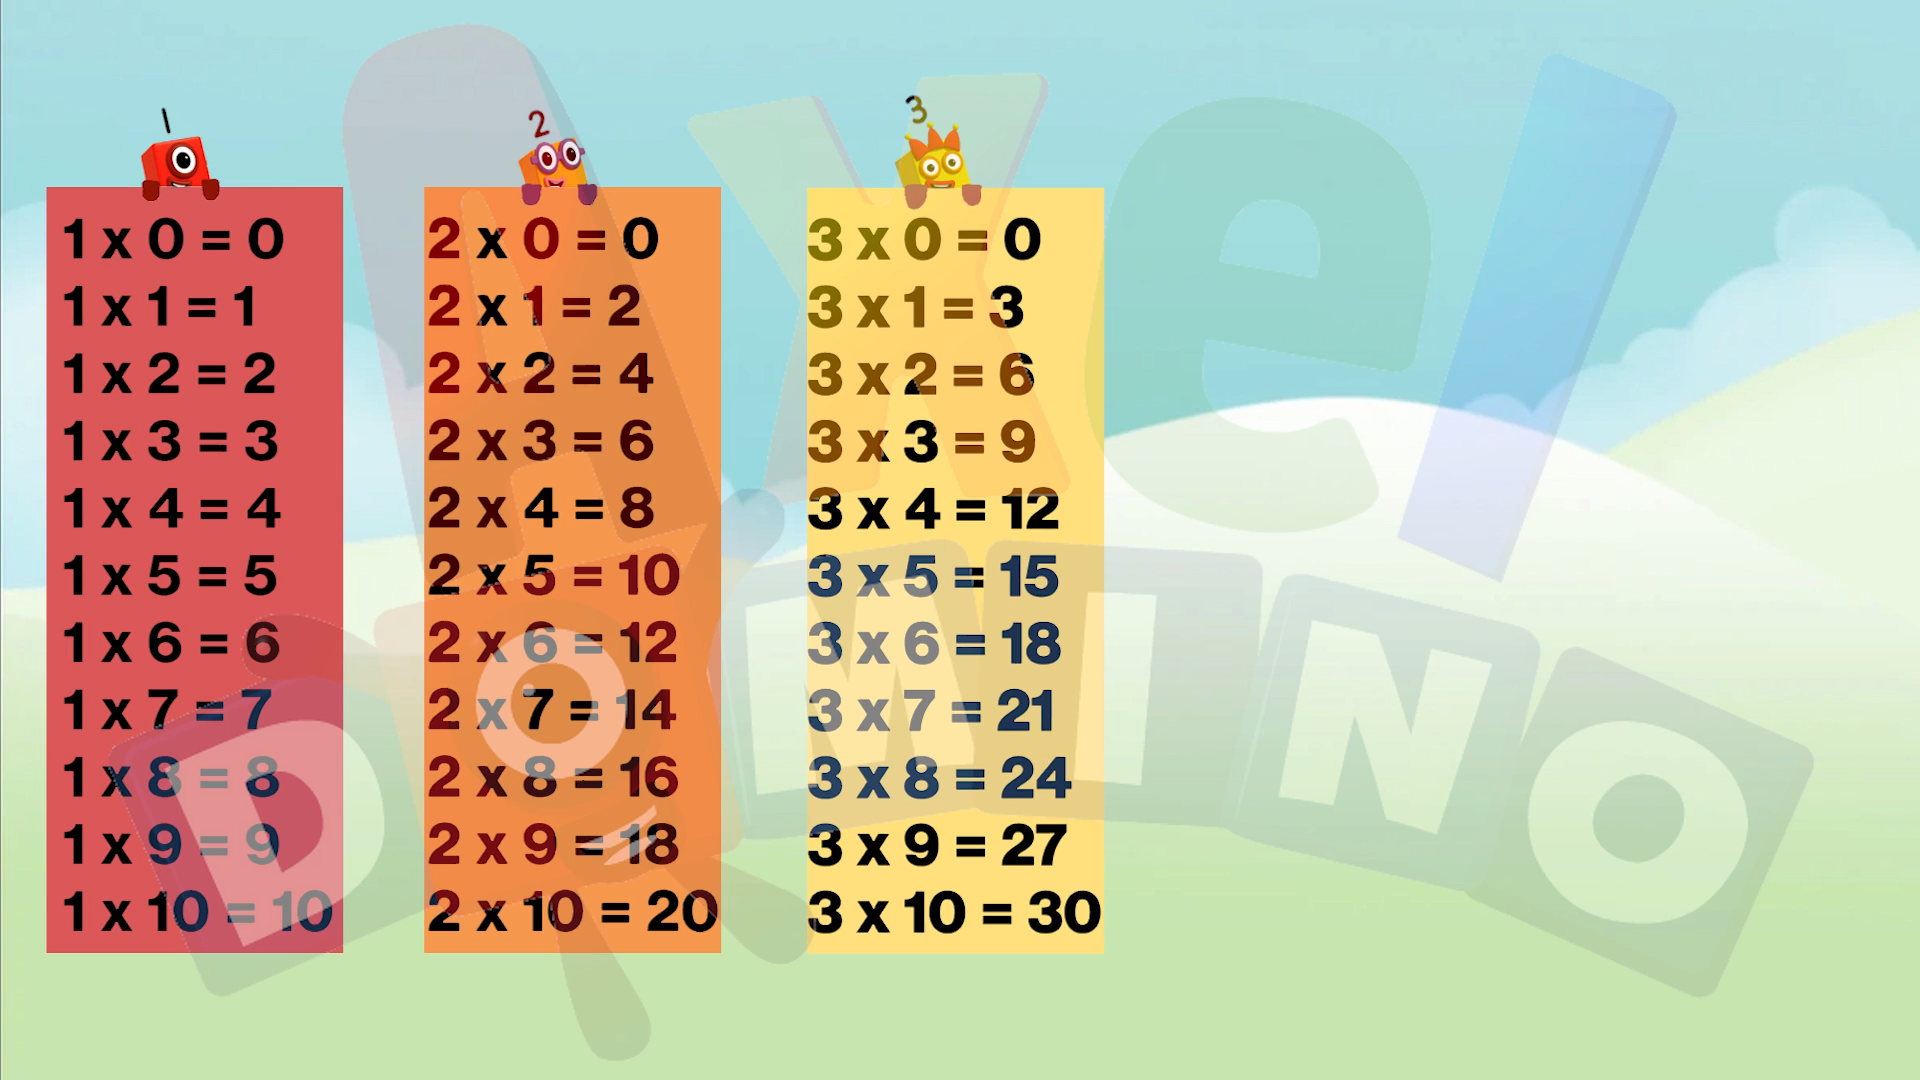 1
1 x 0 = 0
1 x 1 = 1
1 x 2 = 2
1 x 3 = 3
1 x 4 = 4
1 x 5 = 5
1 x 6 = 6
1 x 7 = 7
1 x 8 = 8
1 x 9 = 9
1 x 10 = 10
2
2 x 0 = 0
2 x 1 = 2
2 x 2 = 4
2 x 3 = 6
2 x 4 = 8
2 x 5 = 10
2 x 6 = 12
2 x 7 = 14
2 x 8 = 16
2 x 9 = 18
2 x 10 = 20
3
3 x 0 = 0
3 x 1 = 3
3 x 2 = 6
3 x 3 = 9
3 x 4 = 12
3 x 5 = 15
3 x 6 = 18
3 x 7 = 21
3 x 8 = 24
3 x 9 = 27
3 x 10 = 30
Axel
DOMINO